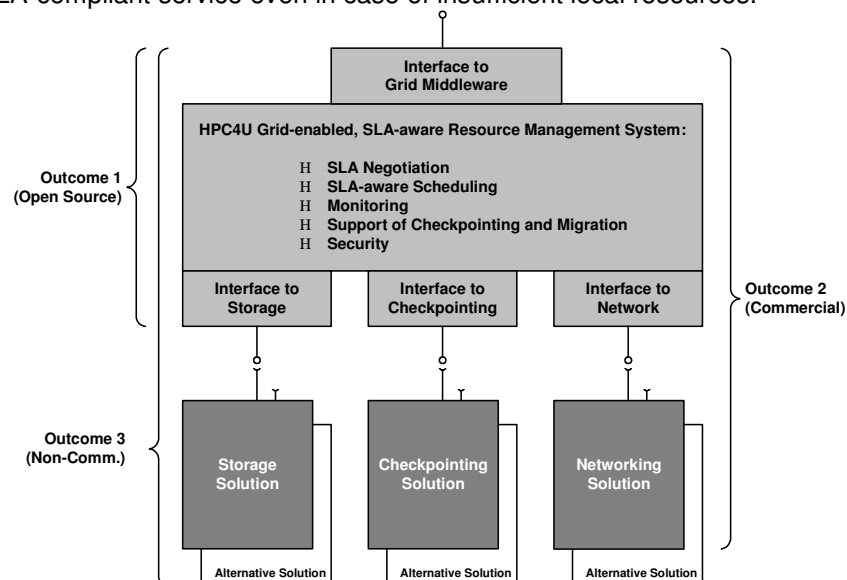 LA-compliant service even in case of insufficient local resources.
Interface to
Grid Middleware
HPC4U Grid-enabled, SLA-aware Resource Management System:
H SLA Negotiation
H SLA-aware Scheduling
H Monitoring
H Support of Checkpointing and Migration
H Security
Outcome 1
(Open Source)
Interface to
Storage
Interface to
Checkpointing
Interface to
Network
Outcome 2
(Commercial)
Outcome 3
(Non-Comm.)
Storage
Solution
Checkpointing
Solution
Networking
Solution
Alternative Solution
Alternative Solution
Alternative Solution